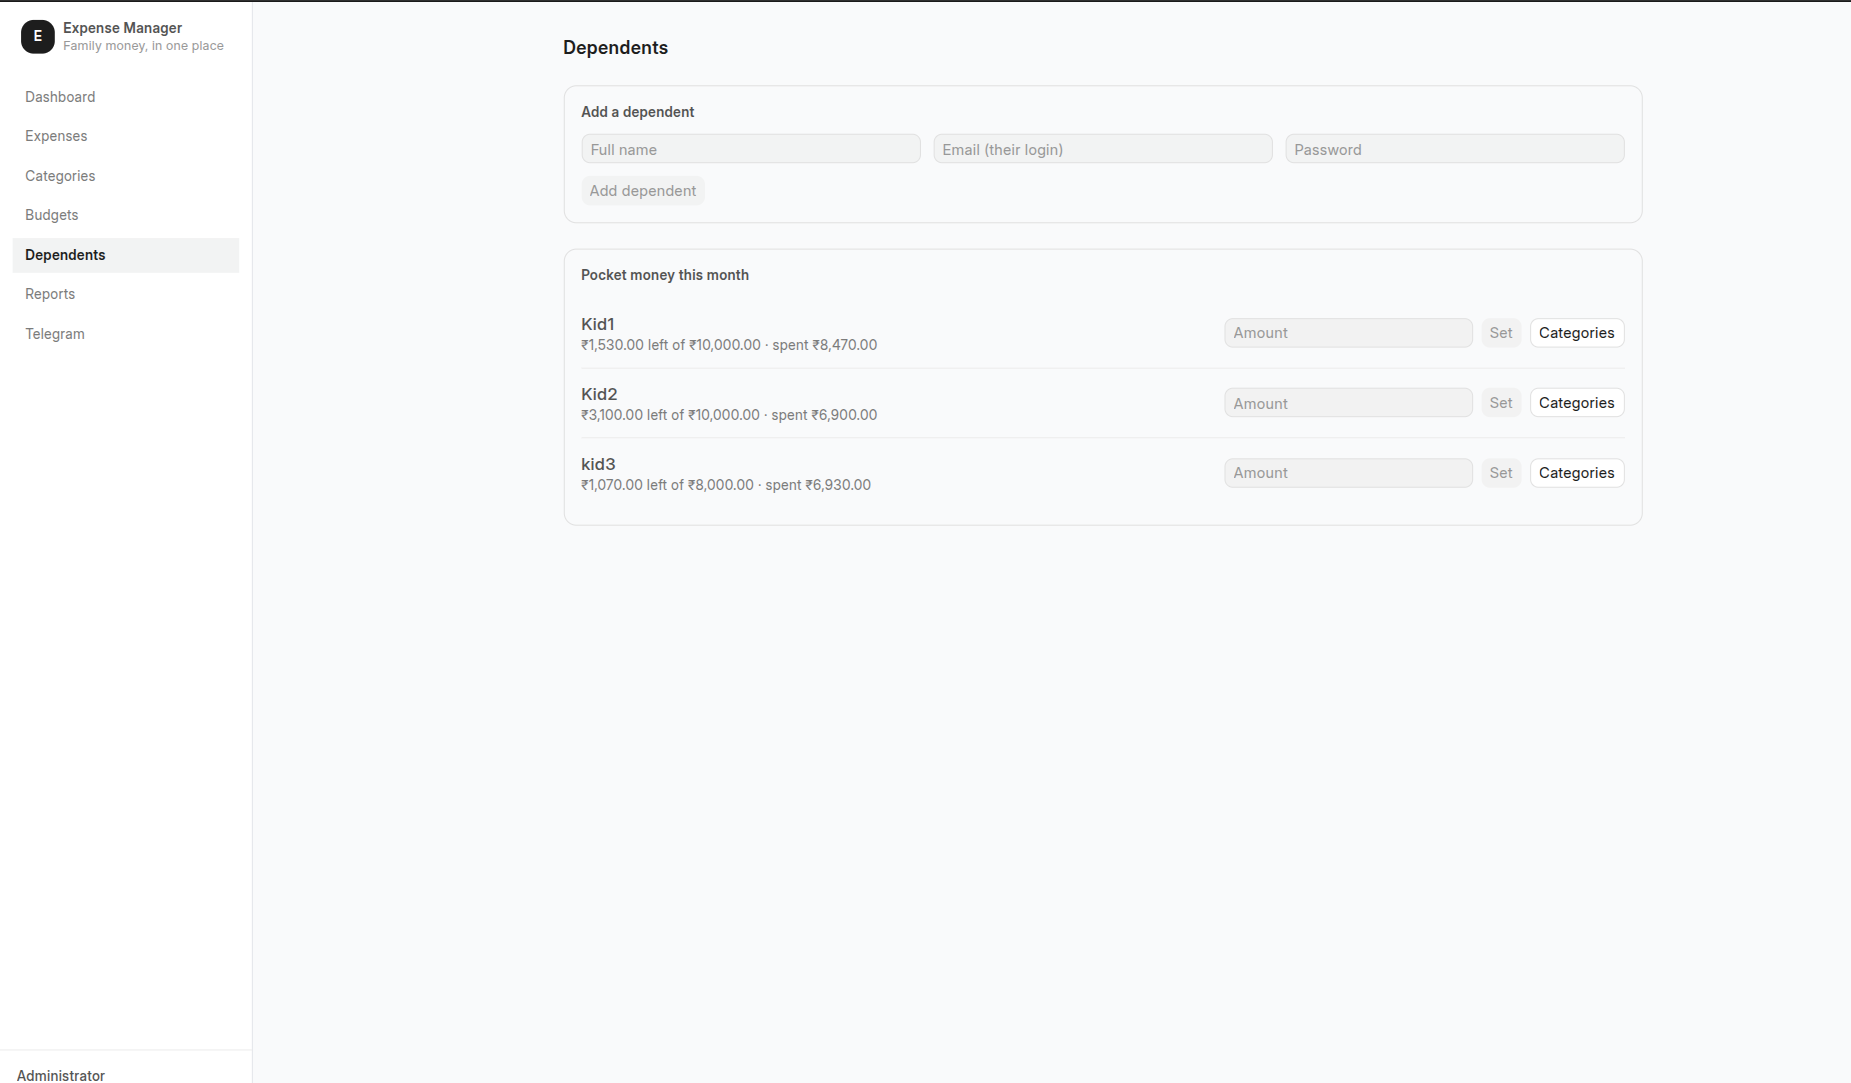 E
Expense Manager
Family money, in one place
Dashboard
Expenses
Categories
Budgets
Dependents
Reports
Telegram
Administrator
Dependents
Add a dependent
Full name
Email (their login)
Password
Add dependent
Pocket money this month
Kid1
₹1,530.00 left of ₹10,000.00 · spent ₹8,470.00
Amount
Set
Categories
Kid2
₹3,100.00 left of ₹10,000.00 · spent ₹6,900.00
Amount
Set
Categories
kid3
₹1,070.00 left of ₹8,000.00 · spent ₹6,930.00
Amount
Set
Categories